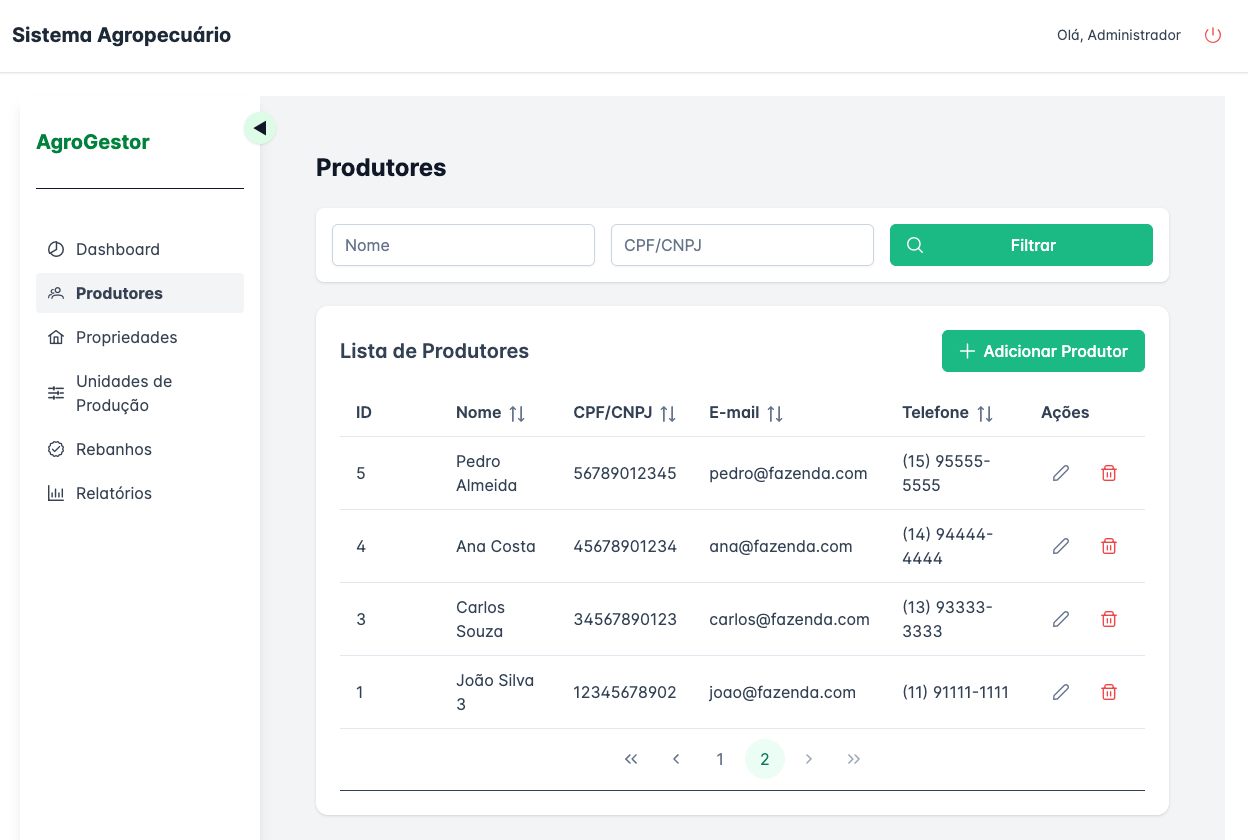 Sistema Agropecuário
Olá, Administrador
AgroGestor
Dashboard
Produtores
Propriedades
Unidades de
Produção
Rebanhos
Relatórios
Produtores
Nome CPF/CNPJ Filtrar
Lista de Produtores
Adicionar Produtor
ID Nome CPF/CNPJ E-mail Telefone Ações
5 Pedro Almeida 56789012345 pedro@fazenda.com (15) 95555-5555
4 Ana Costa 45678901234 ana@fazenda.com (14) 94444-4444
3 Carlos Souza 34567890123 carlos@fazenda.com (13) 93333-3333
1 João Silva 3 12345678902 joao@fazenda.com (11) 91111-1111
« ‹ 1 2 › »